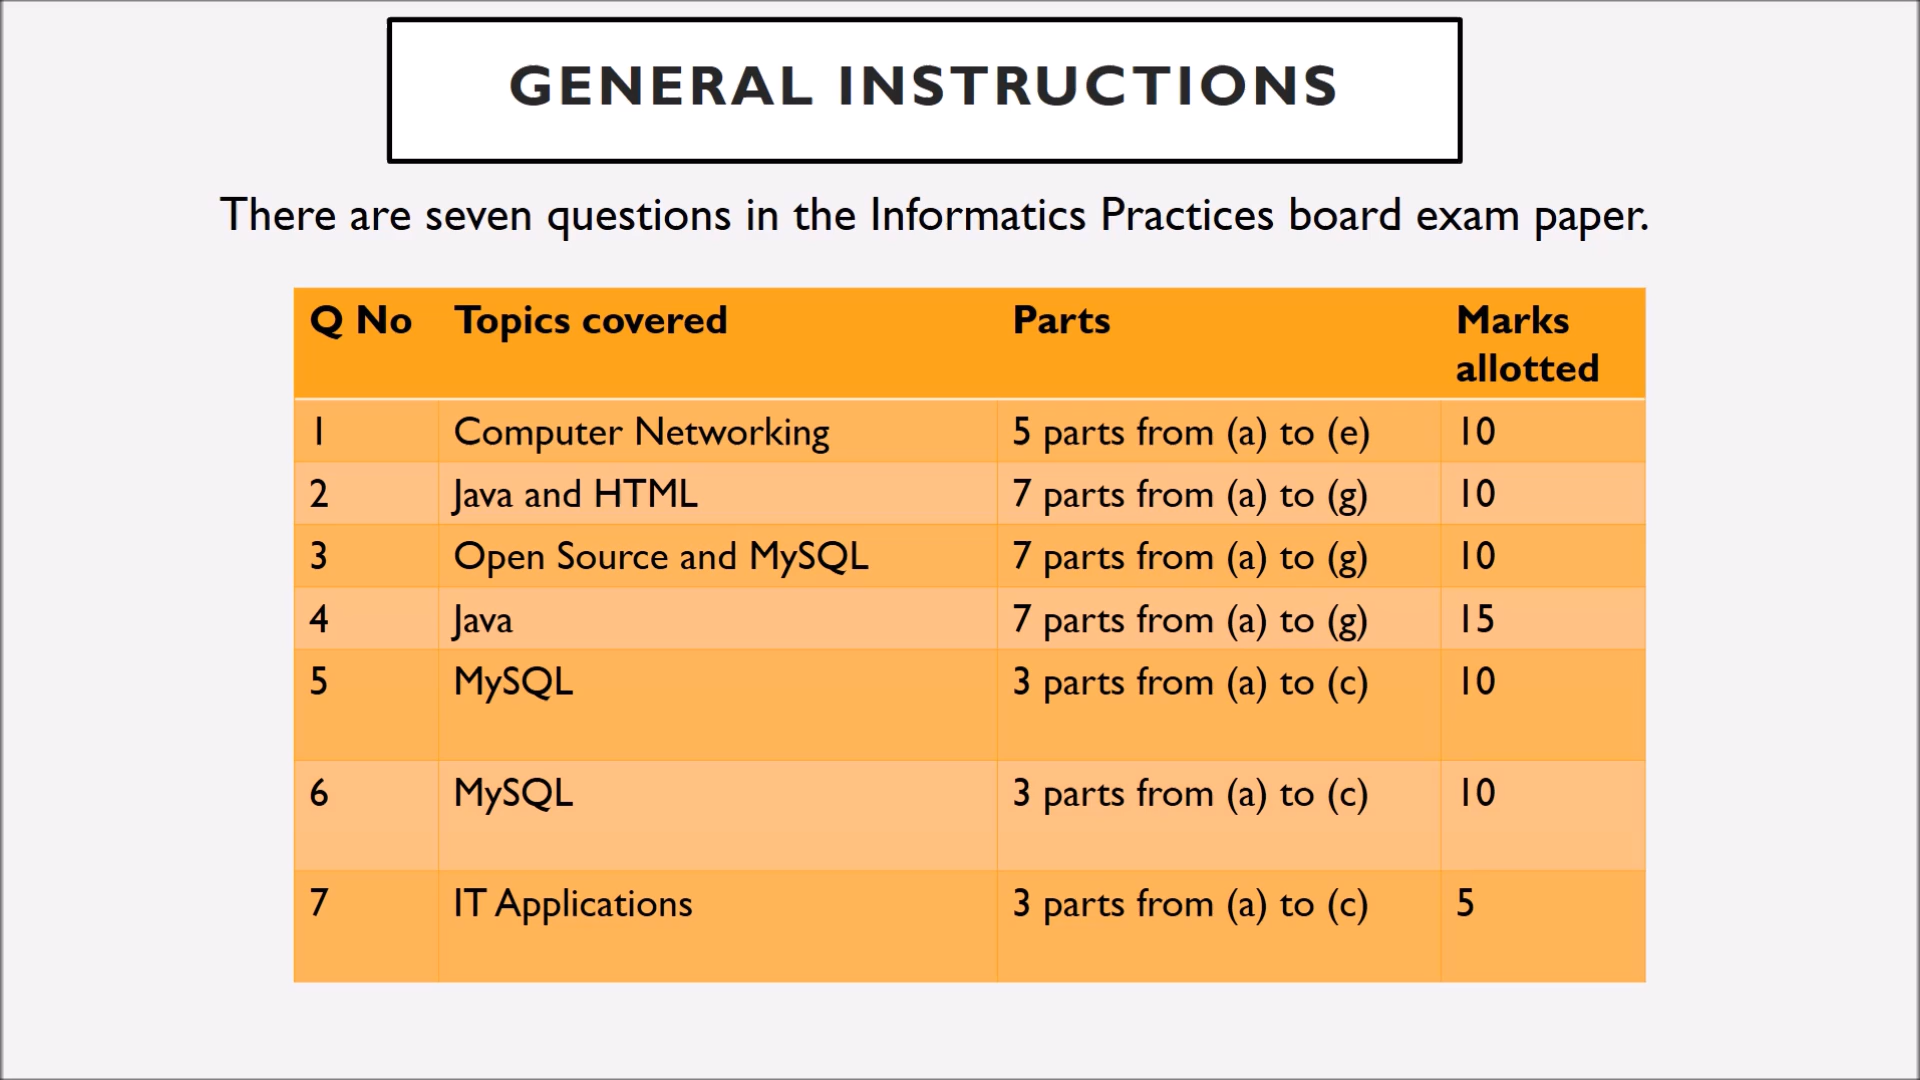 GENERAL INSTRUCTIONS
There are seven questions in the Informatics Practices board exam paper.
Q No Topics covered Parts Marks allotted
1 Computer Networking 5 parts from (a) to (e) 10
2 Java and HTML 7 parts from (a) to (g) 10
3 Open Source and MySQL 7 parts from (a) to (g) 10
4 Java 7 parts from (a) to (g) 15
5 MySQL 3 parts from (a) to (c) 10
6 MySQL 3 parts from (a) to (c) 10
7 IT Applications 3 parts from (a) to (c) 5